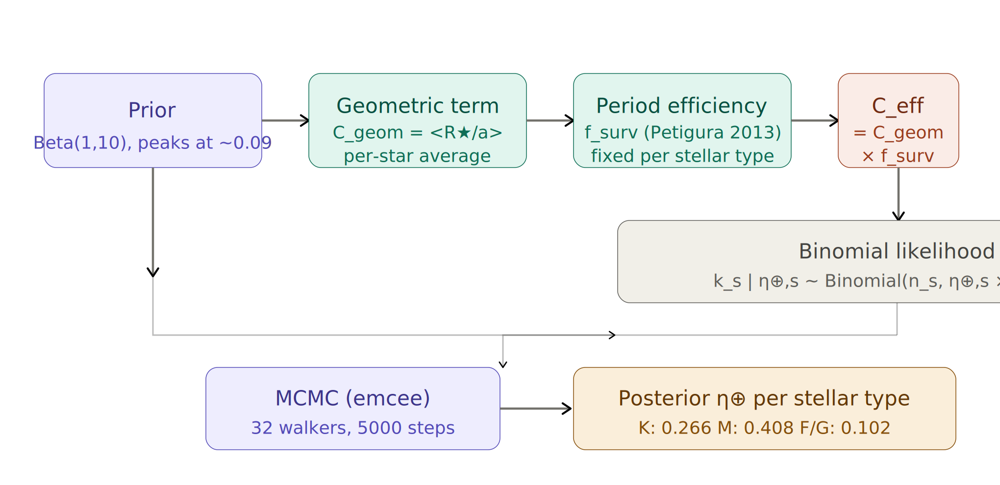 Prior
Beta(1,10), peaks at ~0.09
Geometric term
C_geom = <R★/a>
per-star average
Period efficiency
f_surv (Petigura 2013)
fixed per stellar type
C_eff
= C_geom
× f_surv
Binomial likelihood
k_s | η⊕,s ~ Binomial(n_s, η⊕,s ×
MCMC (emcee)
32 walkers, 5000 steps
Posterior η⊕ per stellar type
K: 0.266 M: 0.408 F/G: 0.102